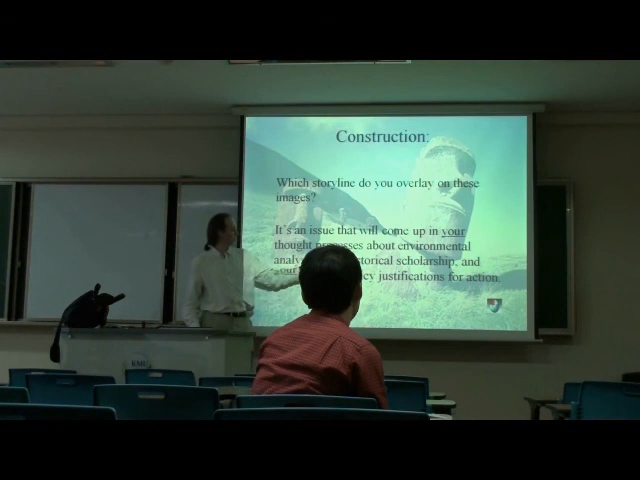 Construction:
Which storyline do you overlay on these
images?
It's an issue that will come up in your
thought processes about environmental
historical scholarship, and
justifications for action.